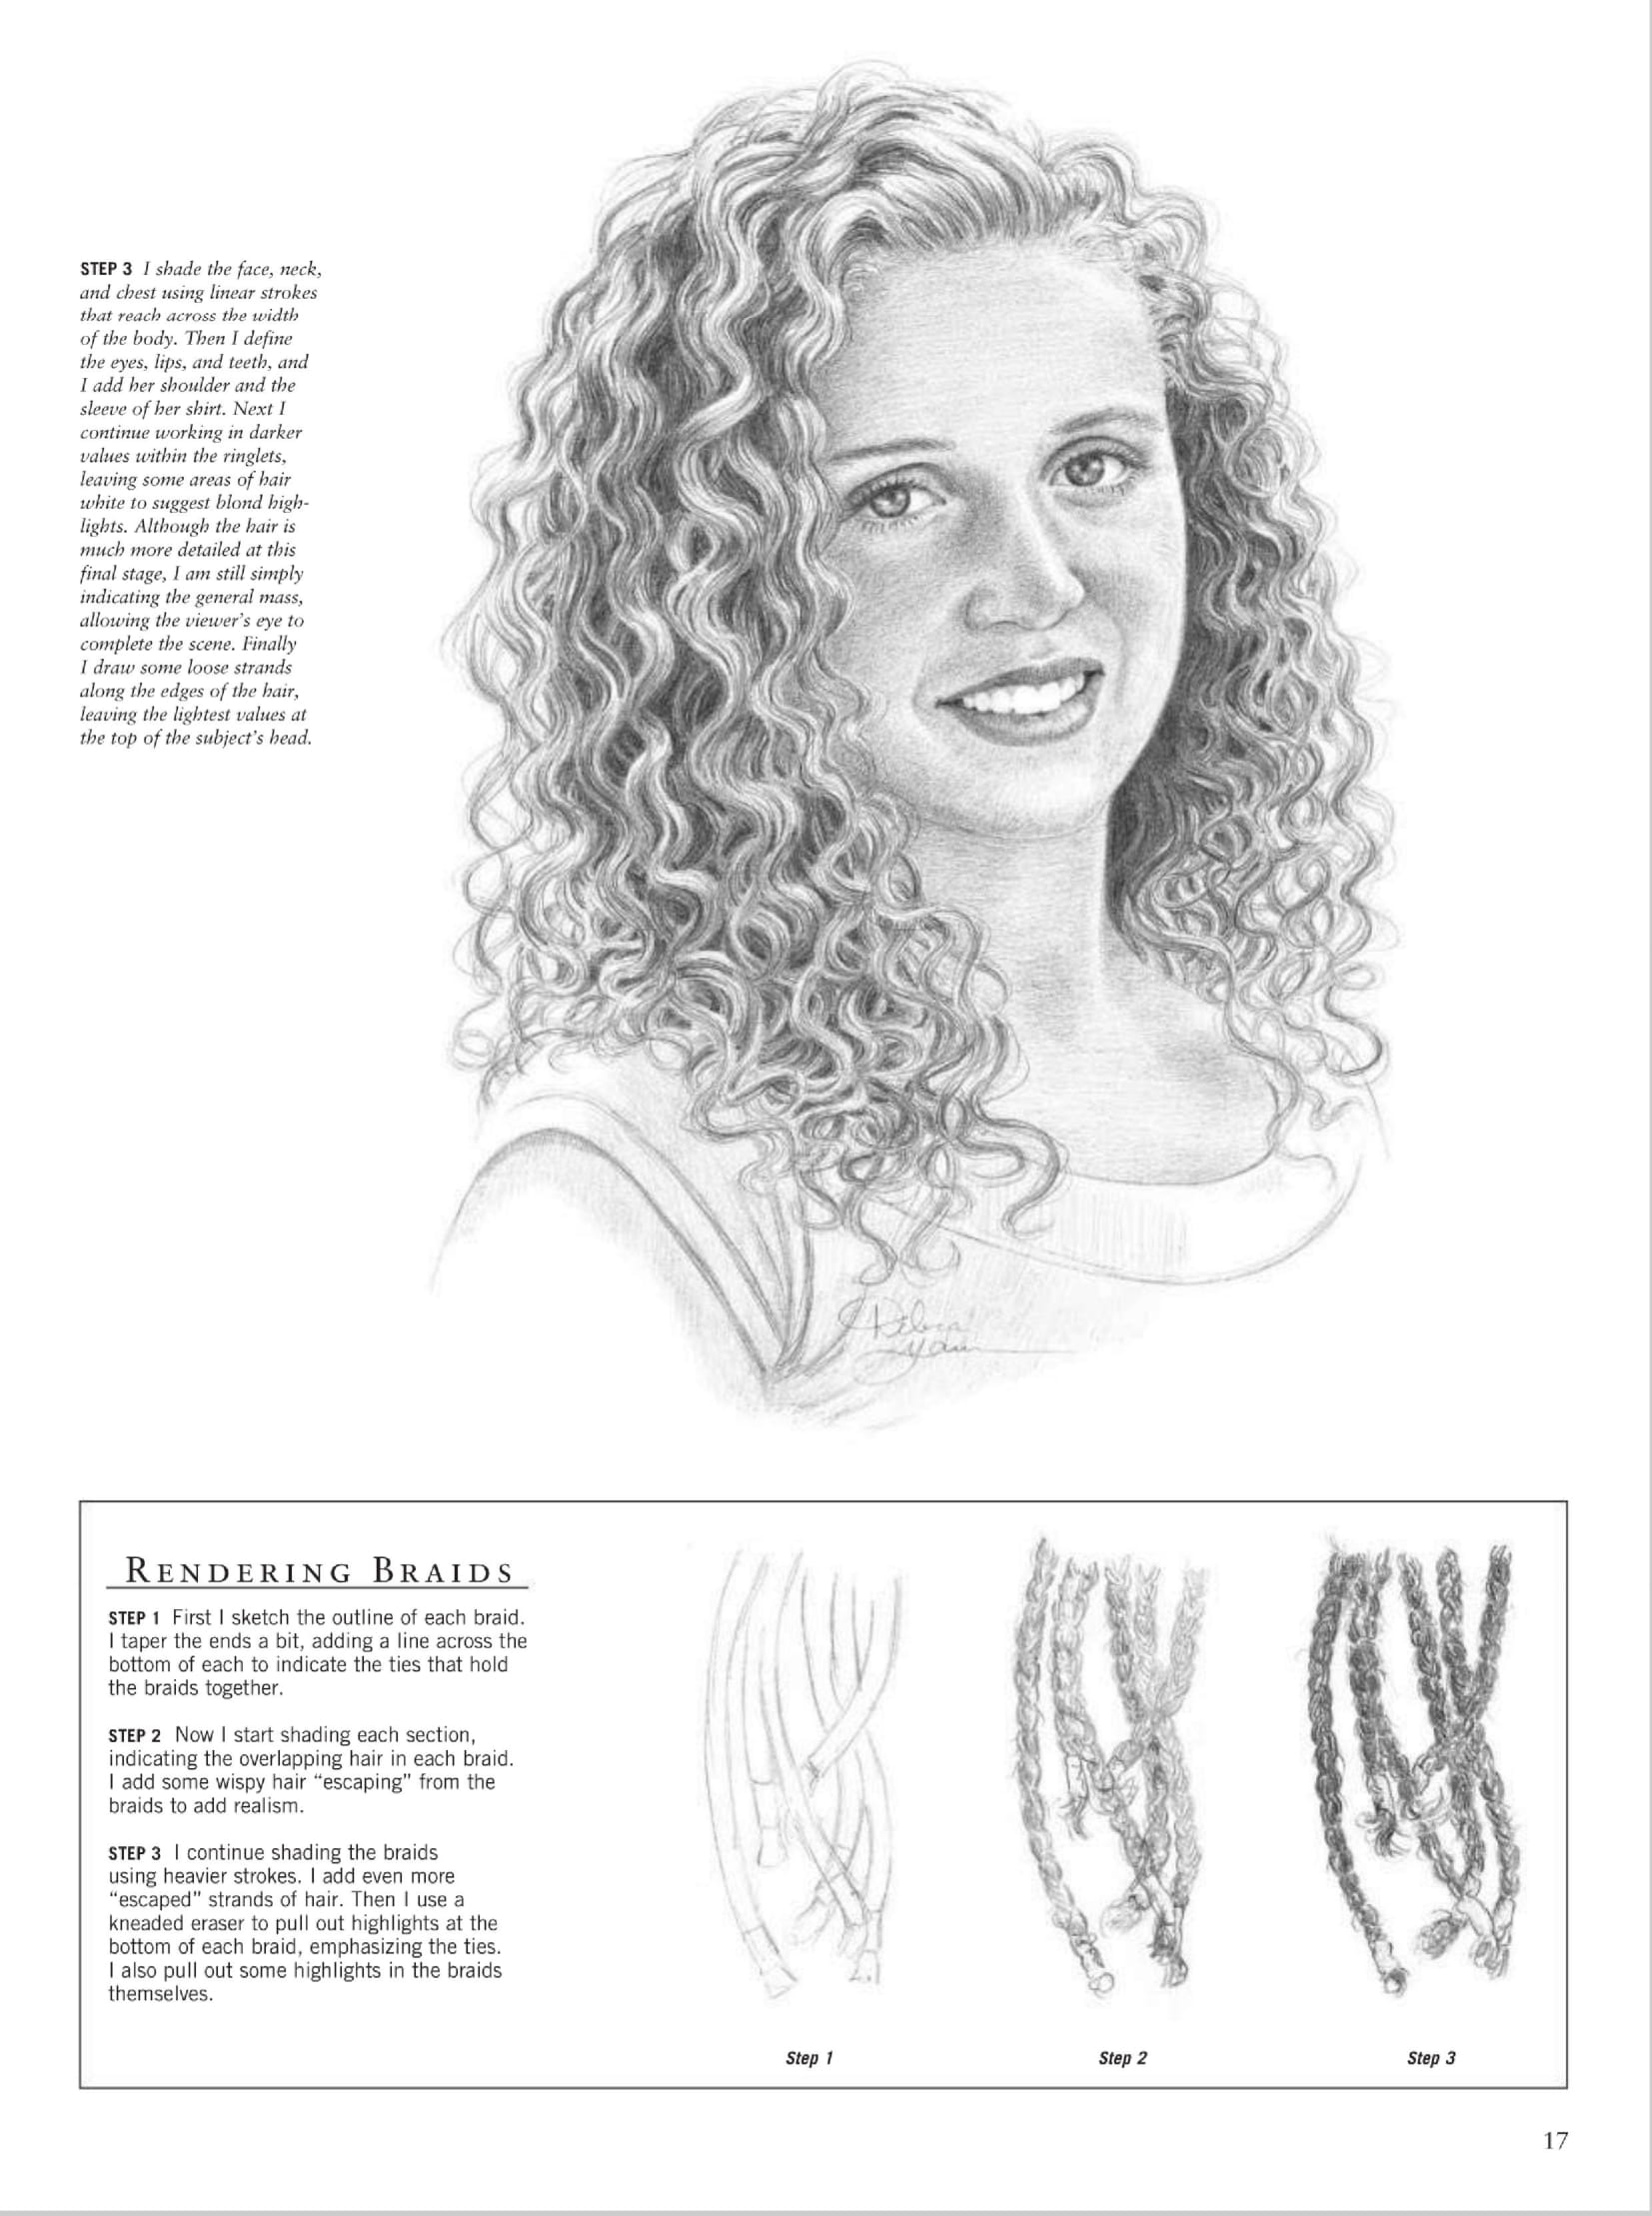 STEP 3 I shade the face, neck,
and chest using linear strokes
that reach across the width
of the body. Then I define
the eyes, lips, and teeth, and
I add her shoulder and the
sleeve of her shirt. Next I
continue working in darker
values within the ringlets,
leaving some areas of hair
white to suggest blond high-
lights. Although the hair is
much more detailed at this
final stage, I am still simply
indicating the general mass,
allowing the viewer's eye to
complete the scene. Finally
I draw some loose strands
along the edges of the hair,
leaving the lightest values at
the top of the subject's head.
RENDERING BRAIDS
STEP 1 First I sketch the outline of each braid.
I taper the ends a bit, adding a line across the
bottom of each to indicate the ties that hold
the braids together.
STEP 2 Now I start shading each section,
indicating the overlapping hair in each braid.
I add some wispy hair “escaping” from the
braids to add realism.
STEP 3 I continue shading the braids
using heavier strokes. I add even more
“escaped” strands of hair. Then I use a
kneaded eraser to pull out highlights at the
bottom of each braid, emphasizing the ties.
I also pull out some highlights in the braids
themselves.
Step 1
Step 2
Step 3
17